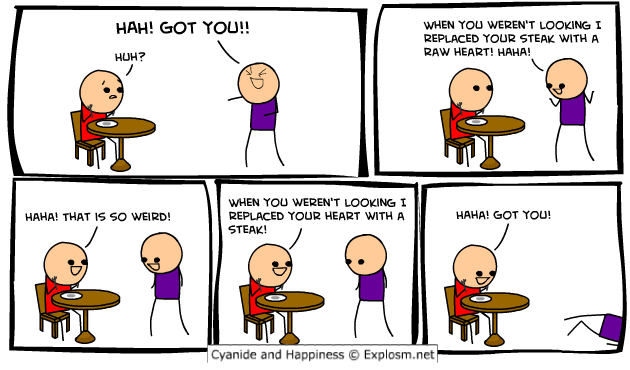 HAH! GOT YOU!!
HUH?
WHEN YOU WEREN'T LOOKING I
REPLACED YOUR STEAK WITH A
RAW HEART! HAHA!
HAHA! THAT IS SO WEIRD!
WHEN YOU WEREN'T LOOKING I
REPLACED YOUR HEART WITH A
STEAK!
HAHA! GOT YOU!
Cyanide and Happiness © Explosm.net